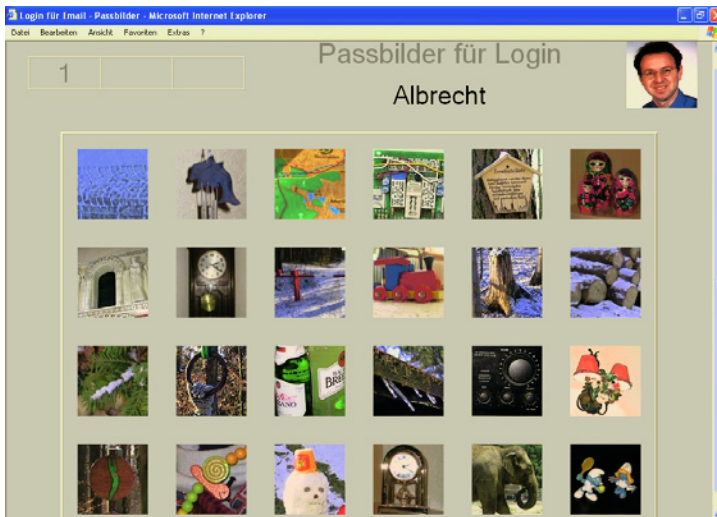 Login für Email - Passbilder - Microsoft Internet Explorer
Datei Bearbeiten Ansicht Favoriten Extras ?
Passbilder für Login
1
Albrecht